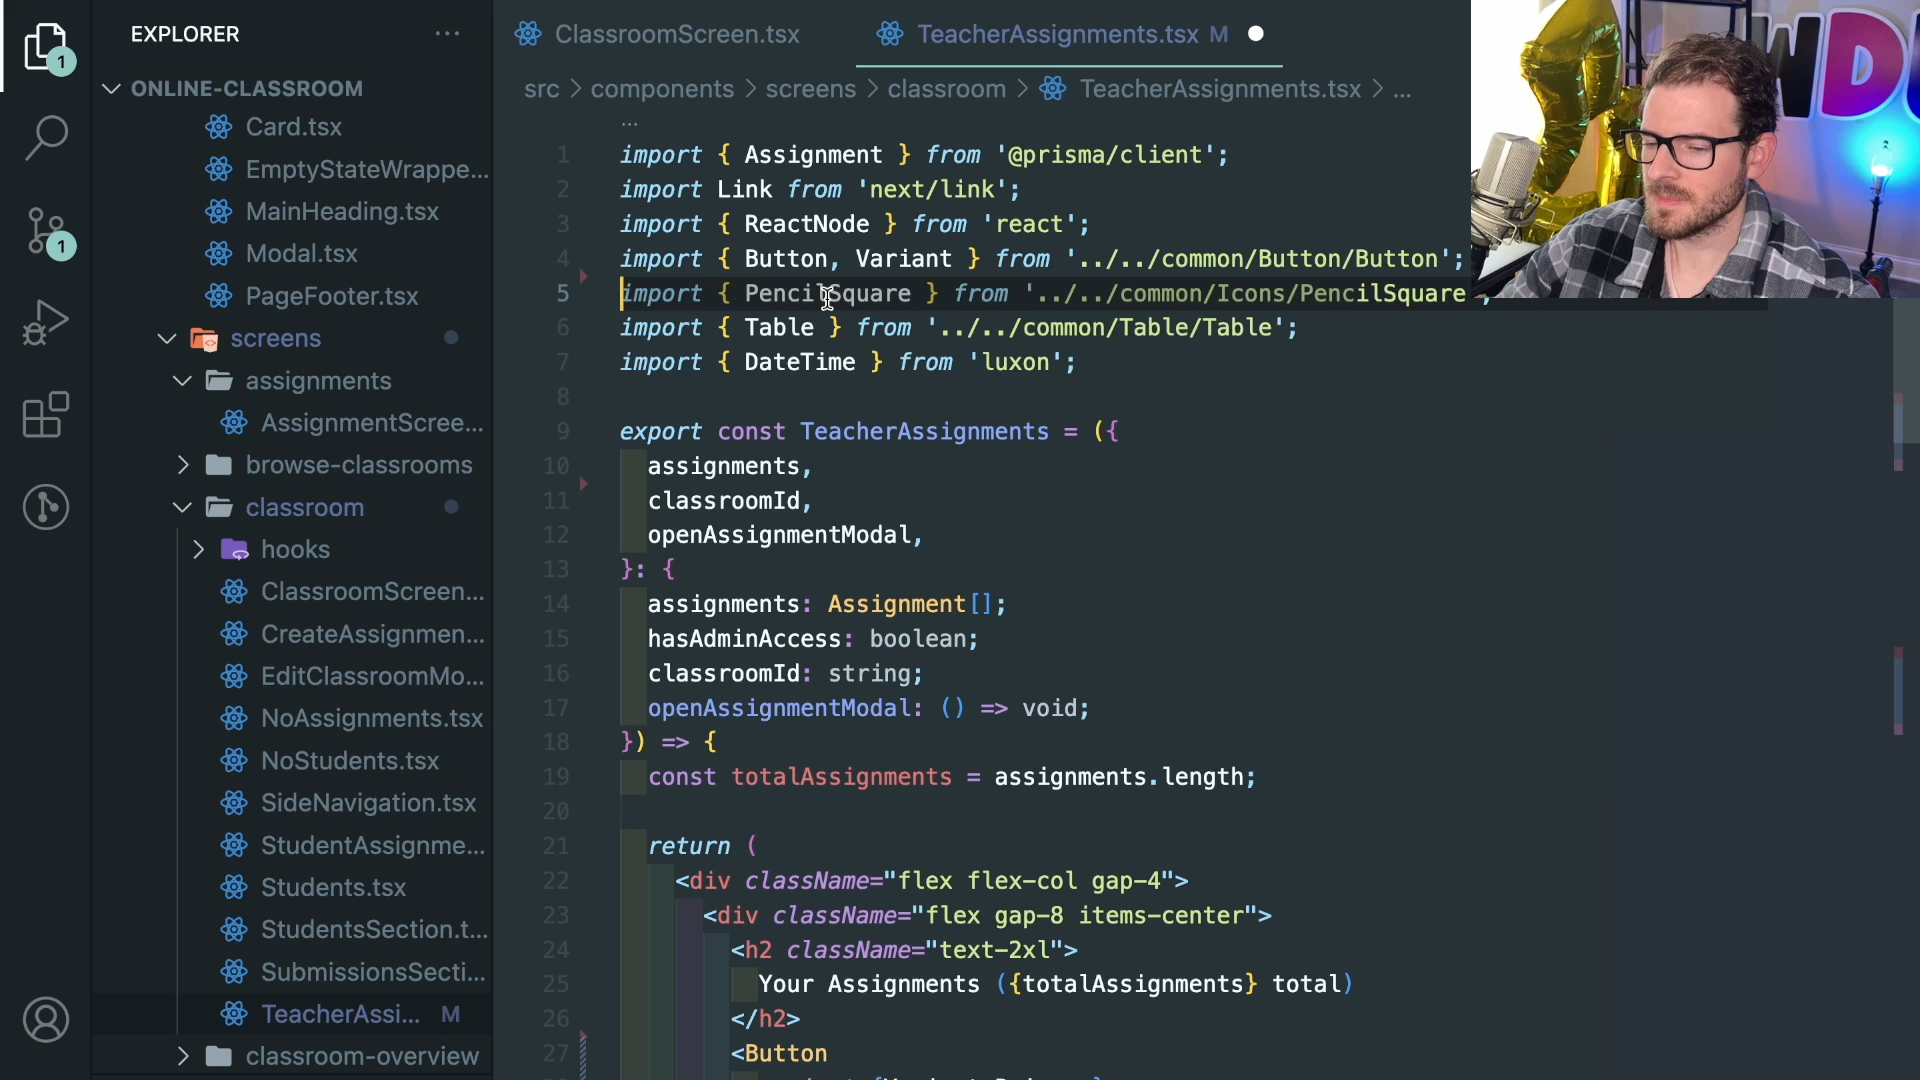 EXPLORER
ONLINE-CLASSROOM
Card.tsx
EmptyStateWrappe...
MainHeading.tsx
Modal.tsx
PageFooter.tsx
screens
assignments
AssignmentScree...
browse-classrooms
classroom
hooks
ClassroomScreen...
CreateAssignmen...
EditClassroomMo...
NoAssignments.tsx
NoStudents.tsx
SideNavigation.tsx
StudentAssignme...
Students.tsx
StudentsSection.t...
SubmissionsSecti...
TeacherAssi... M
classroom-overview
1
1
ClassroomScreen.tsx
TeacherAssignments.tsx M
src > components > screens > classroom > TeacherAssignments.tsx > ...
...
1 import { Assignment } from '@prisma/client';
2 import Link from 'next/link';
3 import { ReactNode } from 'react';
4 import { Button, Variant } from '../../common/Button/Button';
5 import { PencilSquare } from '../../common/Icons/PencilSquare';
6 import { Table } from '../../common/Table/Table';
7 import { DateTime } from 'luxon';
8
9 export const TeacherAssignments = ({
10 assignments,
11 classroomId,
12 openAssignmentModal,
13 }: {
14 assignments: Assignment[];
15 hasAdminAccess: boolean;
16 classroomId: string;
17 openAssignmentModal: () => void;
18 }) => {
19 const totalAssignments = assignments.length;
20
21 return (
22 <div className="flex flex-col gap-4">
23 <div className="flex gap-8 items-center">
24 <h2 className="text-2xl">
25 Your Assignments ({totalAssignments} total)
26 </h2>
27 <Button
WD